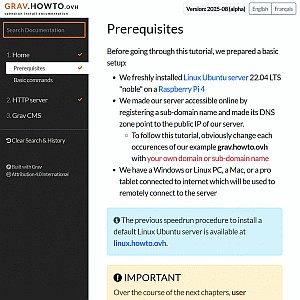 GRAV.HOWTO.OVH
speedrun install documentation
Version: 2025-08 (alpha)
English
Français
Search Documentation
1. Home
Prerequisites
Basic commands
2. HTTP server
3. Grav CMS
Clear Search & History
Built with Grav
Attribution 4.0 International
Prerequisites
Before going through this tutorial, we prepared a basic
setup:
We freshly installed Linux Ubuntu server 22.04 LTS
"noble" on a Raspberry Pi 4
We made our server accessible online by
registering a sub-domain name and made its DNS
zone point to the public IP of our server.
To follow this tutorial, obviously change each
occurences of our example grav.howto.ovh
with your own domain or sub-domain name
We have a Windows or Linux PC, a Mac, or a pro
tablet connected to internet which will be used to
remotely connect to the server
The previous speedrun procedure to install a
default Linux Ubuntu server is available at
linux.howto.ovh.
IMPORTANT
Over the course of the next chapters, user